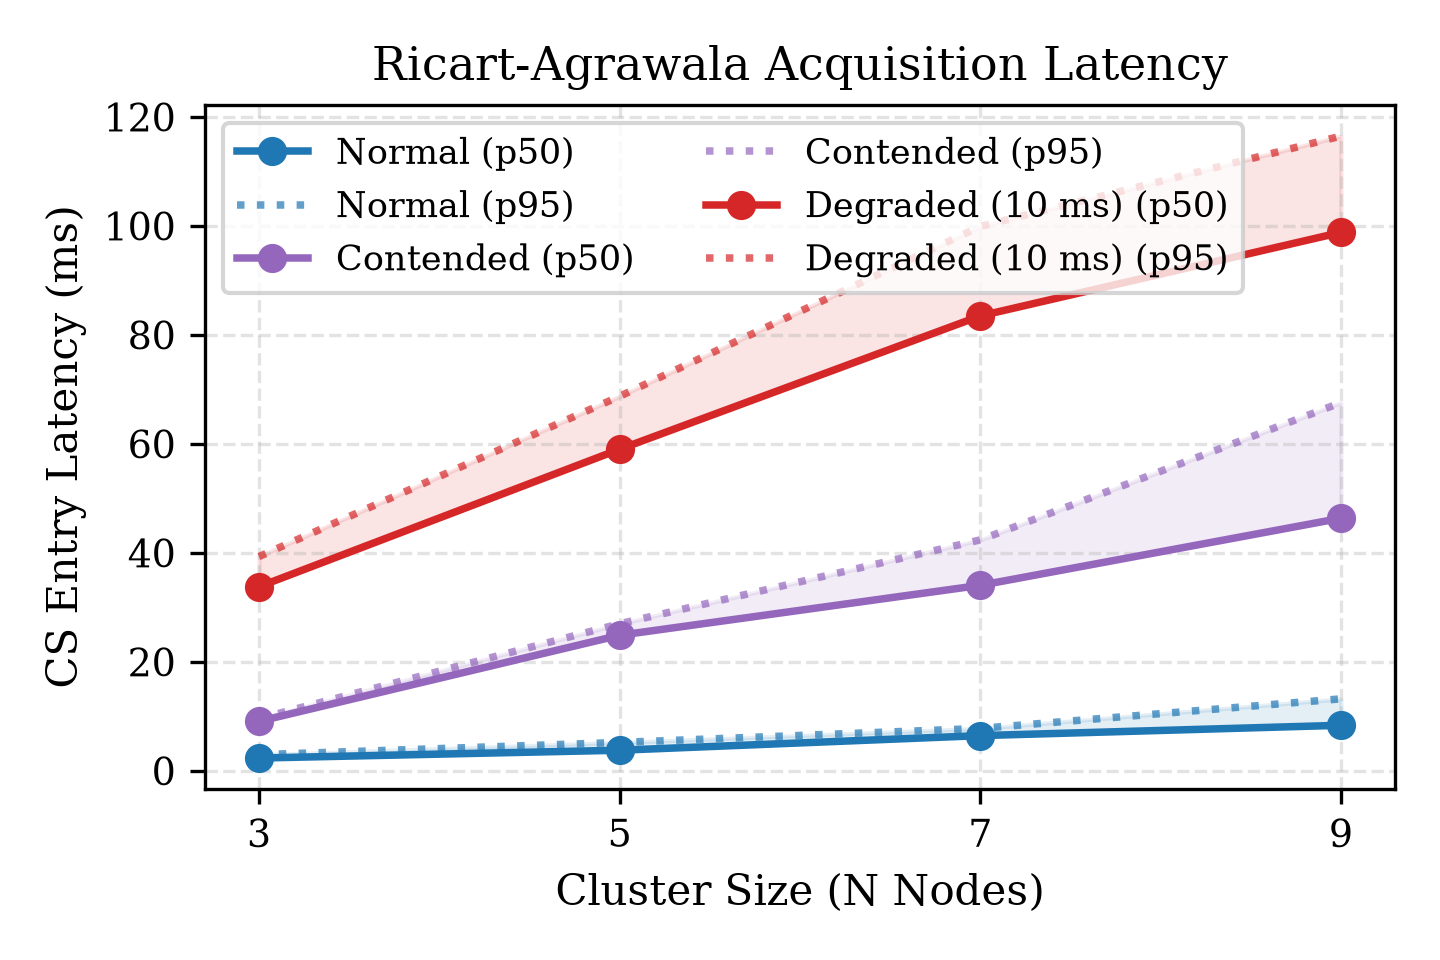 Ricart-Agrawala Acquisition Latency
120
100
80
60
40
20
0
CS Entry Latency (ms)
Normal (p50)
Normal (p95)
Contended (p50)
Contended (p95)
Degraded (10 ms) (p50)
Degraded (10 ms) (p95)
3 5 7 9
Cluster Size (N Nodes)